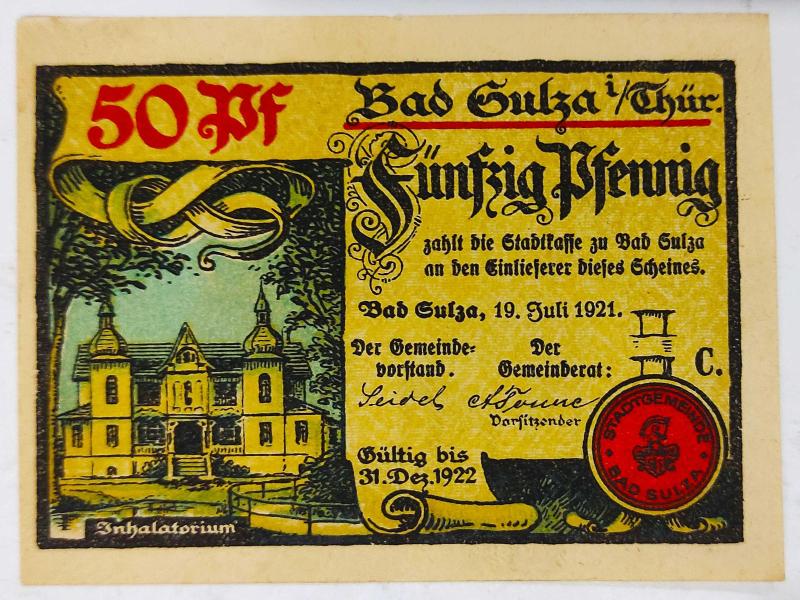 50 Pf
Bad Sulza i/Thür.
Fünfzig Pfennig
zahlt die Stadtkasse zu Bad Sulza
an den Einlieferer dieses Scheines.
Bad Sulza, 19. Juli 1921.
Der Gemeinde-
vorstand.
Der
Gemeinderat:
C.
Seidel
Vorsitzender
Gültig bis
31. Dez. 1922
STADTGEMEINDE
BAD SULZA
Inhalatorium